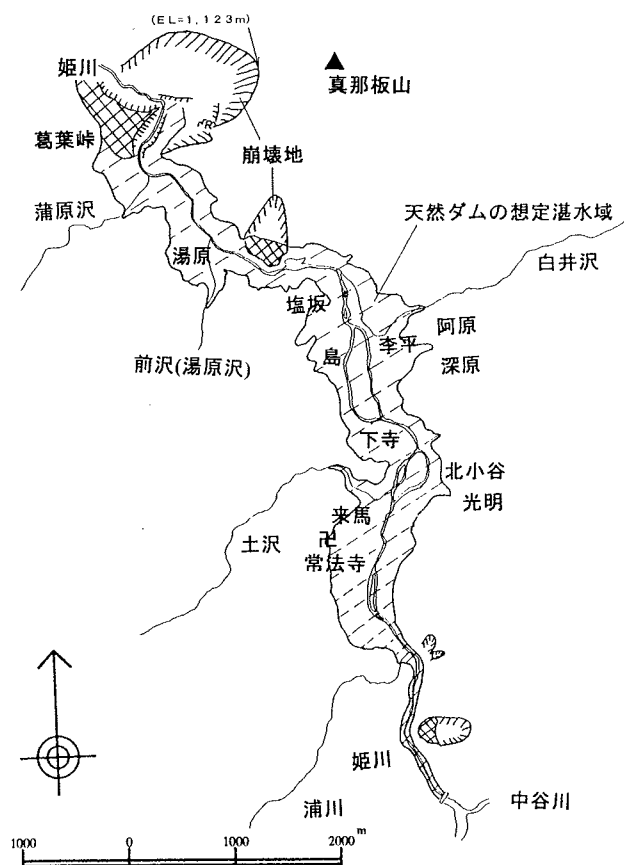 (EL=1,123m)
姫川
真那板山
葛葉峠
崩壊地
蒲原沢
天然ダムの想定湛水域
白井沢
湯原
塩坂
阿原
李平
島
前沢(湯原沢)
深原
下寺
北小谷
光明
来馬
土沢
卍
常法寺
姫川
浦川
中谷川
1000 0 1000 2000 m